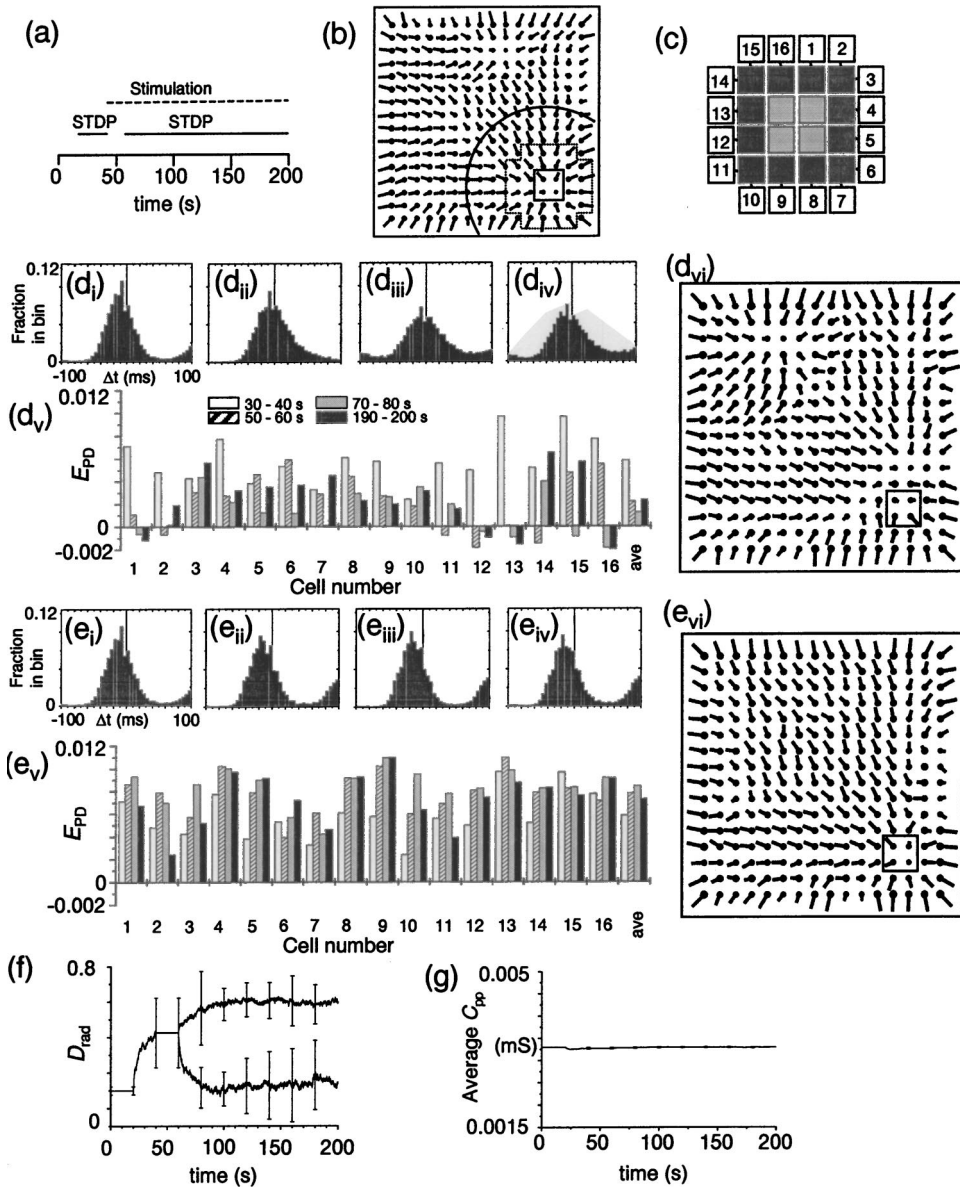 (a)
Stimulation
STDP STDP
0 50 100 150 200
time (s)
(b)
(c)
15 16 1 2
14 3
13 4
12 5
11 6
10 9 8 7
(di) (dii) (diii) (div)
0.12
Fraction in bin
0
-100 Δt (ms) 100
(dv)
0.012
EPD
0
-0.002
30 - 40 s 70 - 80 s
50 - 60 s 190 - 200 s
1 2 3 4 5 6 7 8 9 10 11 12 13 14 15 16 ave
Cell number
(dvi)
(ei) (eii) (eiii) (eiv)
0.12
Fraction in bin
0
-100 Δt (ms) 100
(ev)
0.012
EPD
0
-0.002
1 2 3 4 5 6 7 8 9 10 11 12 13 14 15 16 ave
Cell number
(evi)
(f)
0.8
Drad
0
0 50 100 150 200
time (s)
(g)
0.005
Average Cpp
(mS)
0.0015
0 50 100 150 200
time (s)